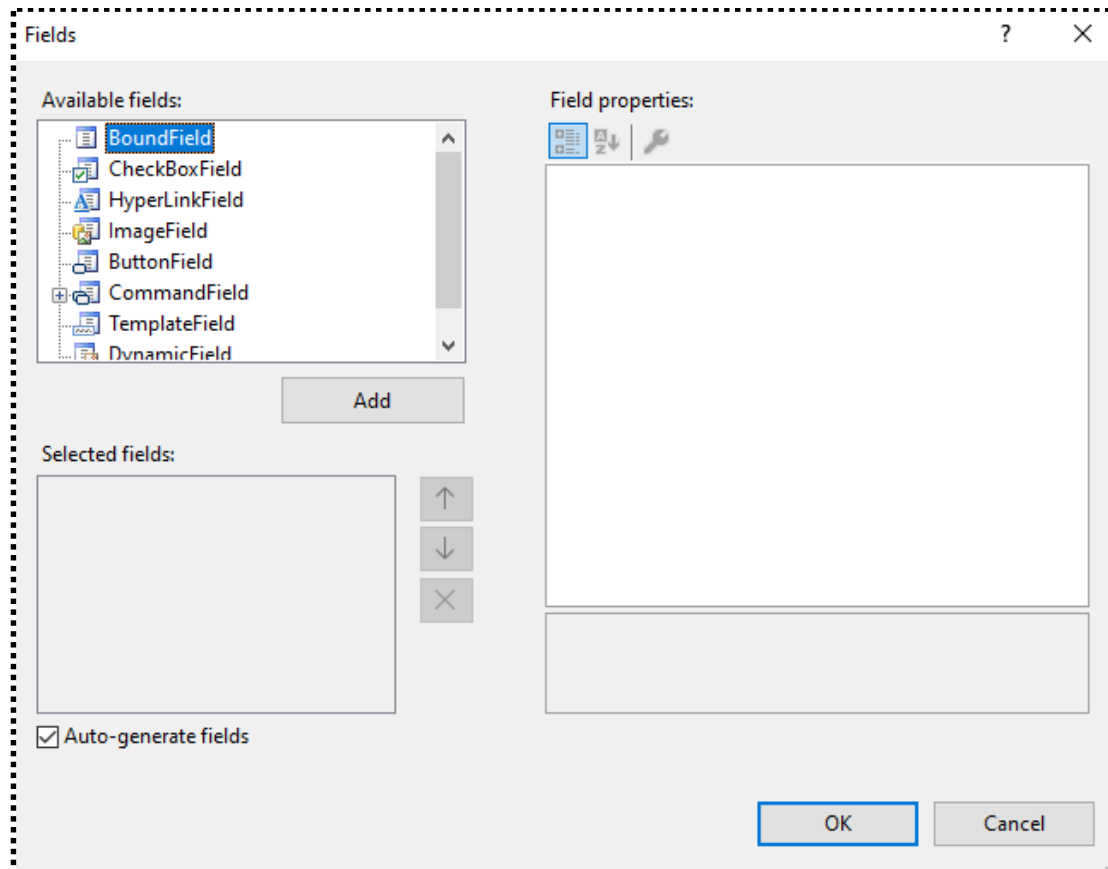 Fields
?
Available fields:
BoundField
CheckBoxField
HyperLinkField
ImageField
ButtonField
CommandField
TemplateField
DynamicField
Add
Selected fields:
Auto-generate fields
Field properties:
A
Z
OK
Cancel